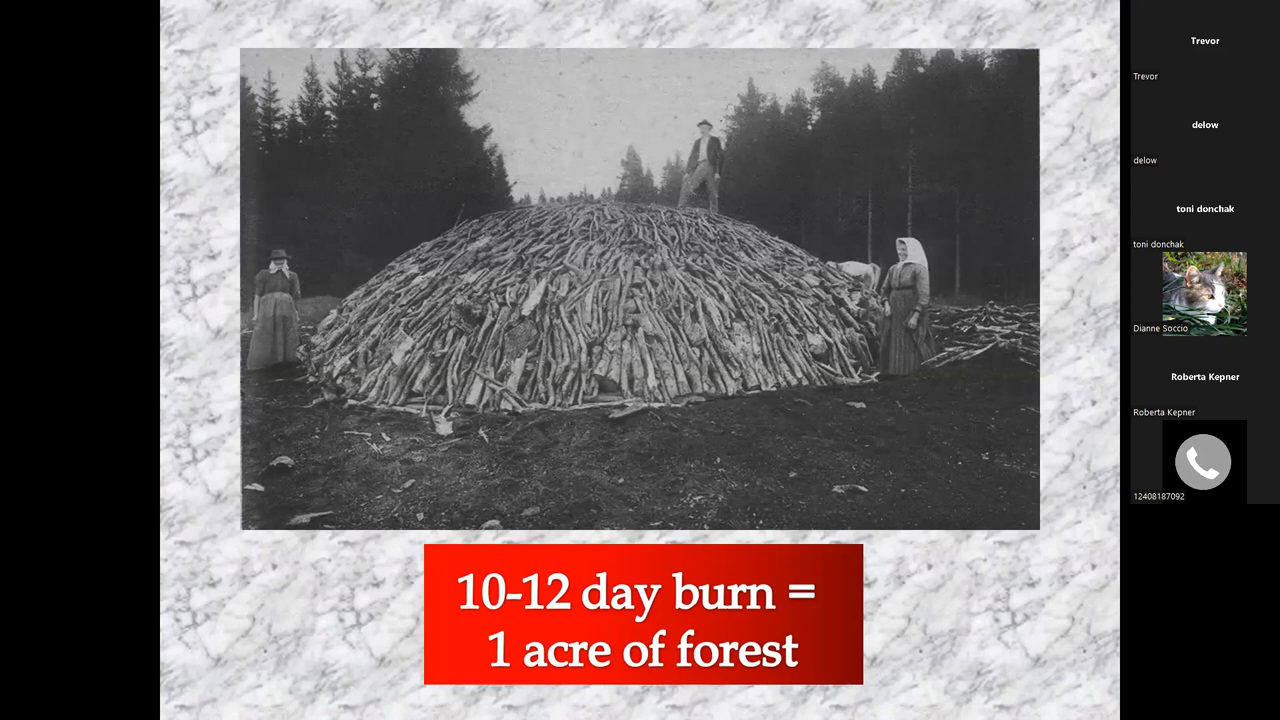 10-12 day burn =
1 acre of forest
Trevor
Trevor
delow
delow
toni donchak
toni donchak
Dianne Soccio
Roberta Kepner
Roberta Kepner
12408187092